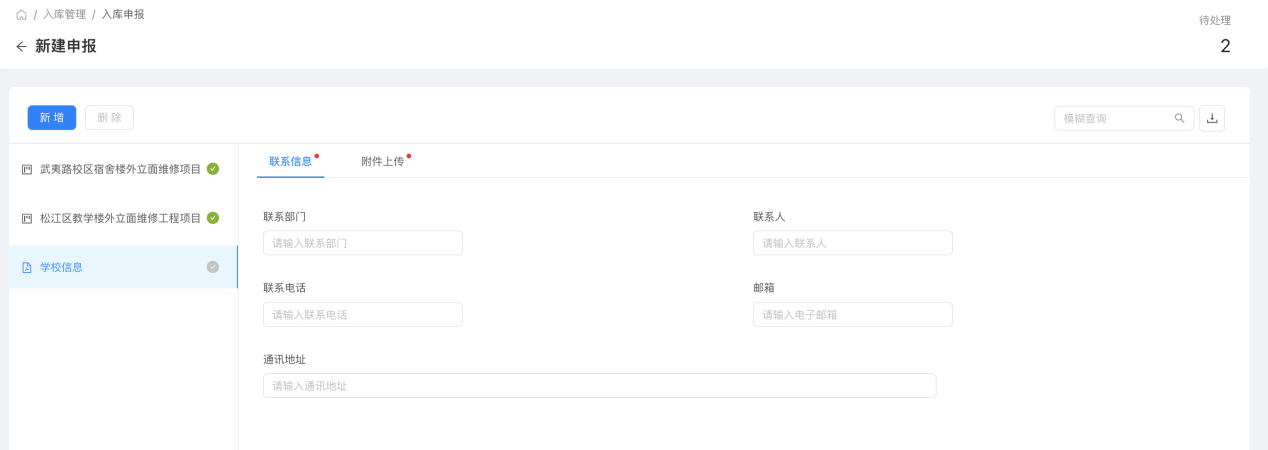 / 入库管理 / 入库申报
新建申报
待处理
2
新 增
删 除
模糊查询
武夷路校区宿舍楼外立面维修项目
松江区教学楼外立面维修工程项目
学校信息
联系信息
附件上传
联系部门
联系人
请输入联系部门
请输入联系人
联系电话
邮箱
请输入联系电话
请输入电子邮箱
通讯地址
请输入通讯地址